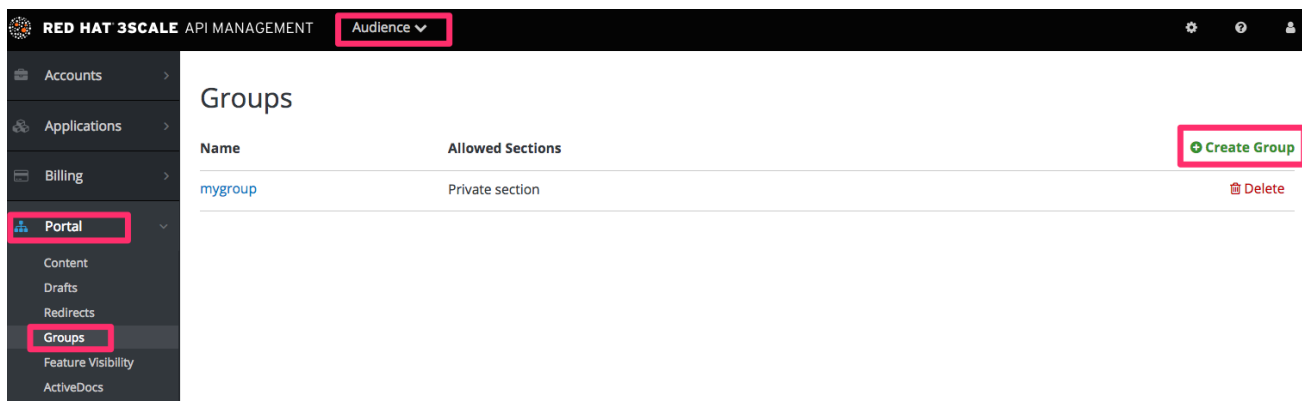 RED HAT 3SCALE API MANAGEMENT Audience
Accounts
Applications
Billing
Portal
Content
Drafts
Redirects
Groups
Feature Visibility
ActiveDocs
Groups
Name Allowed Sections Create Group
mygroup Private section Delete